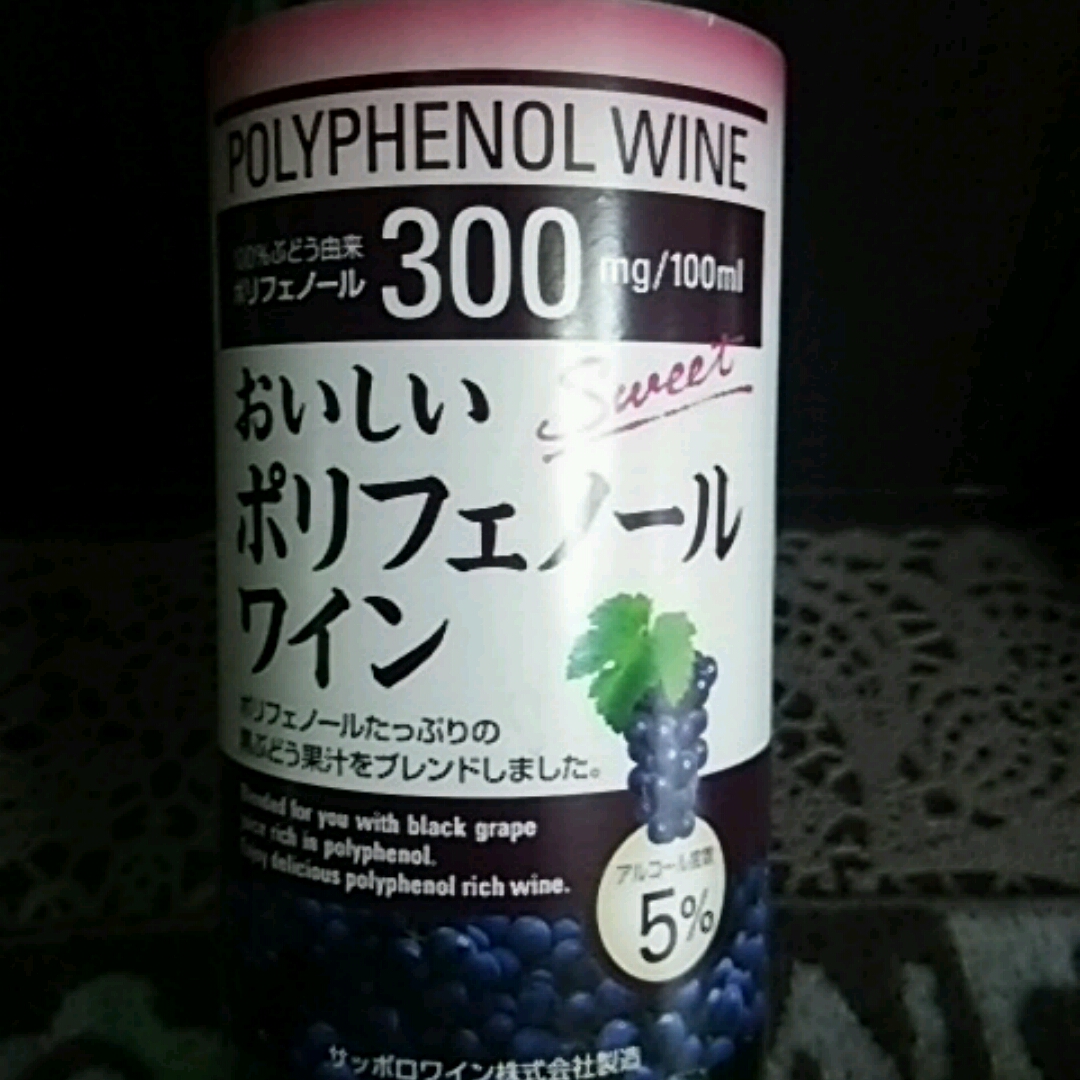 POLYPHENOL WINE
100%ぶどう由来
ポリフェノール
300 mg/100ml
Sweet
おいしい
ポリフェノール
ワイン
ポリフェノールたっぷりの
黒ぶどう果汁をブレンドしました。
Blended for you with black grape
juice rich in polyphenol.
Enjoy delicious polyphenol rich wine.
アルコール度数
5%
サッポロワイン株式会社製造